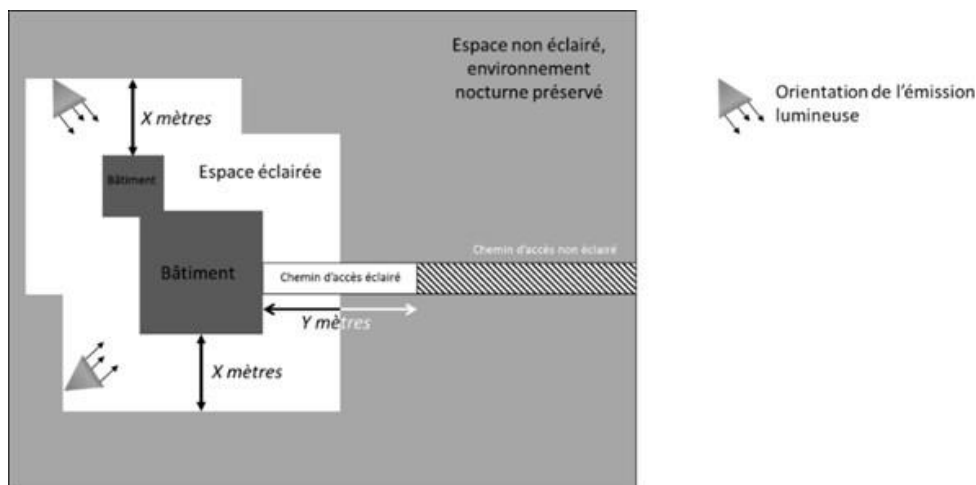 Espace non éclairé,
environnement
nocturne préservé
Orientation de l'émission
lumineuse
X mètres
Espace éclairée
Bâtiment
Chemin d'accès non éclairé
Bâtiment
Chemin d'accès éclairé
Y mètres
X mètres